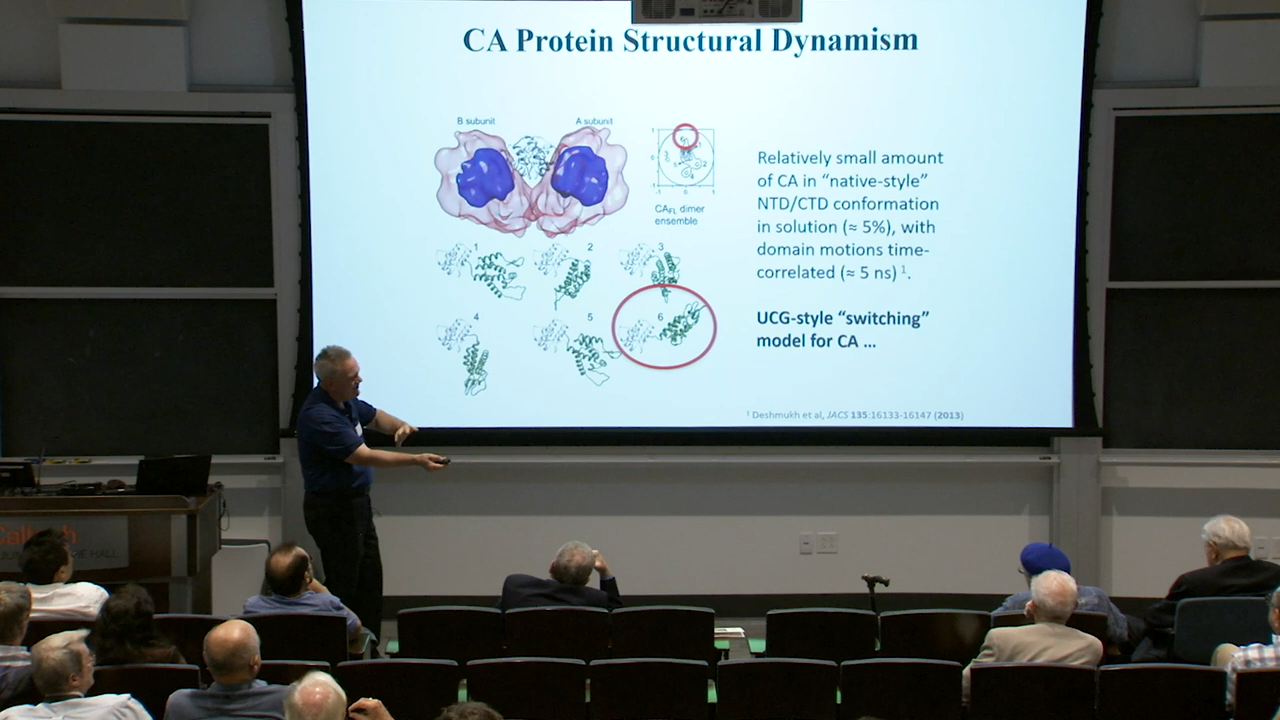 CA Protein Structural Dynamism
B subunit
A subunit
CA_FL dimer
ensemble
1
2
3
4
5
6
Relatively small amount
of CA in “native-style”
NTD/CTD conformation
in solution (≈ 5%), with
domain motions time-
correlated (≈ 5 ns) ¹.
UCG-style “switching”
model for CA ...
¹ Deshmukh et al, JACS 135:16133-16147 (2013)
HALL